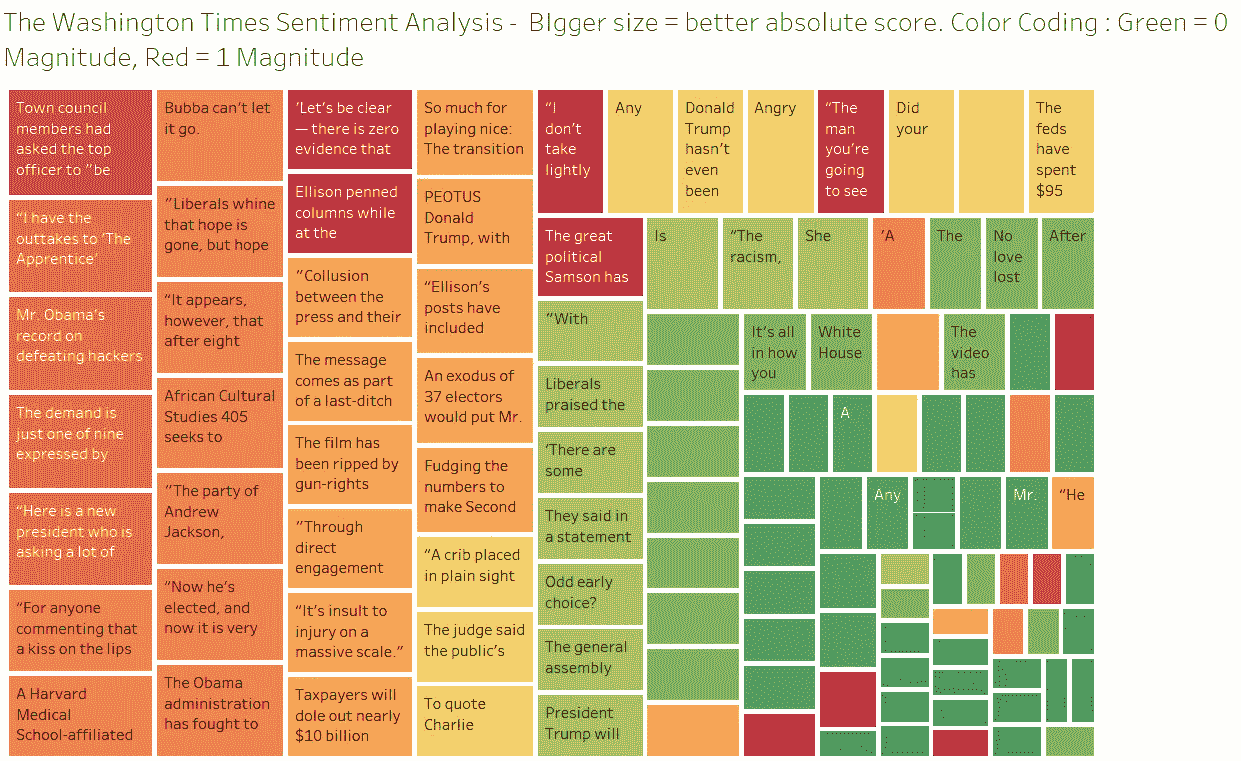 The Washington Times Sentiment Analysis - BIgger size = better absolute score. Color Coding : Green = 0
Magnitude, Red = 1 Magnitude
Town council
members had
asked the top
officer to “be
“I have the
outtakes to ‘The
Apprentice’
Mr. Obama’s
record on
defeating hackers
The demand is
just one of nine
expressed by
“Here is a new
president who is
asking a lot of
“For anyone
commenting that
a kiss on the lips
A Harvard
Medical
School-affiliated
Bubba can’t let
it go.
“Liberals whine
that hope is
gone, but hope
“It appears,
however, that
after eight
African Cultural
Studies 405
seeks to
“The party of
Andrew
Jackson,
“Now he’s
elected, and
now it is very
The Obama
administration
has fought to
‘Let’s be clear
— there is zero
evidence that
Ellison penned
columns while
at the
“Collusion
between the
press and their
The message
comes as part
of a last-ditch
The film has
been ripped by
gun-rights
“Through
direct
engagement
“It’s insult to
injury on a
massive scale.”
Taxpayers will
dole out nearly
$10 billion
So much for
playing nice:
The transition
PEOTUS
Donald
Trump, with
“Ellison’s
posts have
included
An exodus of
37 electors
would put Mr.
Fudging the
numbers to
make Second
“A crib placed
in plain sight
The judge said
the public’s
To quote
Charlie
“I
don’t
take
lightly
Any
Donald
Trump
hasn’t
even
been
Angry
“The
man
you’re
going
to see
Did
your
The
feds
have
spent
$95
The great
political
Samson has
“With
Liberals
praised the
‘There are
some
They said in
a statement
Odd early
choice?
The general
assembly
President
Trump will
Is
“The
racism,
She
‘A
The
No
love
lost
After
It’s all
in how
you
White
House
The
video
has
A
Any
Mr.
“He